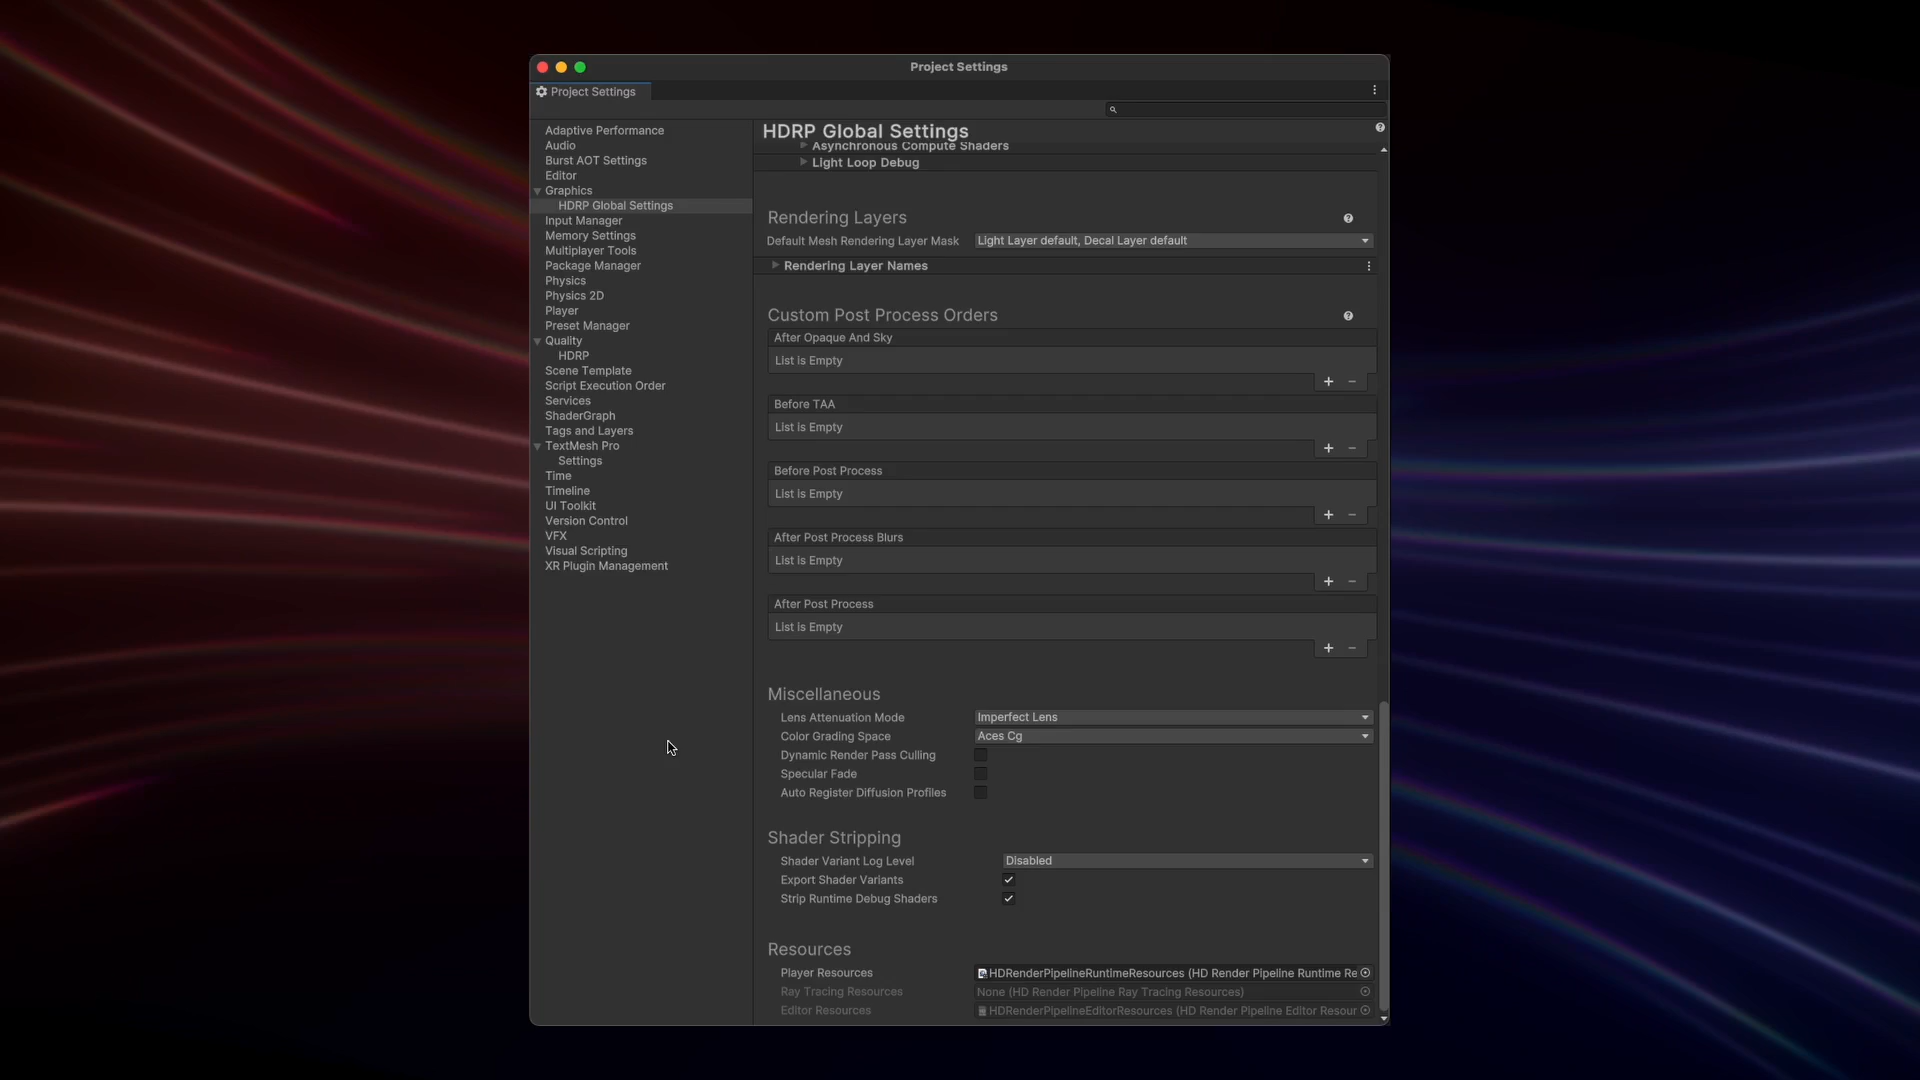 Project Settings
Project Settings
Adaptive Performance
Audio
Burst AOT Settings
Editor
Graphics
HDRP Global Settings
Input Manager
Memory Settings
Multiplayer Tools
Package Manager
Physics
Physics 2D
Player
Preset Manager
Quality
HDRP
Scene Template
Script Execution Order
Services
ShaderGraph
Tags and Layers
TextMesh Pro
Settings
Time
Timeline
UI Toolkit
Version Control
VFX
Visual Scripting
XR Plugin Management
HDRP Global Settings
Asynchronous Compute Shaders
Light Loop Debug
Rendering Layers
Default Mesh Rendering Layer Mask Light Layer default, Decal Layer default
Rendering Layer Names
Custom Post Process Orders
After Opaque And Sky
List is Empty
Before TAA
List is Empty
Before Post Process
List is Empty
After Post Process Blurs
List is Empty
After Post Process
List is Empty
Miscellaneous
Lens Attenuation Mode Imperfect Lens
Color Grading Space Aces Cg
Dynamic Render Pass Culling
Specular Fade
Auto Register Diffusion Profiles
Shader Stripping
Shader Variant Log Level Disabled
Export Shader Variants
Strip Runtime Debug Shaders
Resources
Player Resources HDRenderPipelineRuntimeResources (HD Render Pipeline Runtime Re
Ray Tracing Resources None (HD Render Pipeline Ray Tracing Resources)
Editor Resources HDRenderPipelineEditorResources (HD Render Pipeline Editor Resour